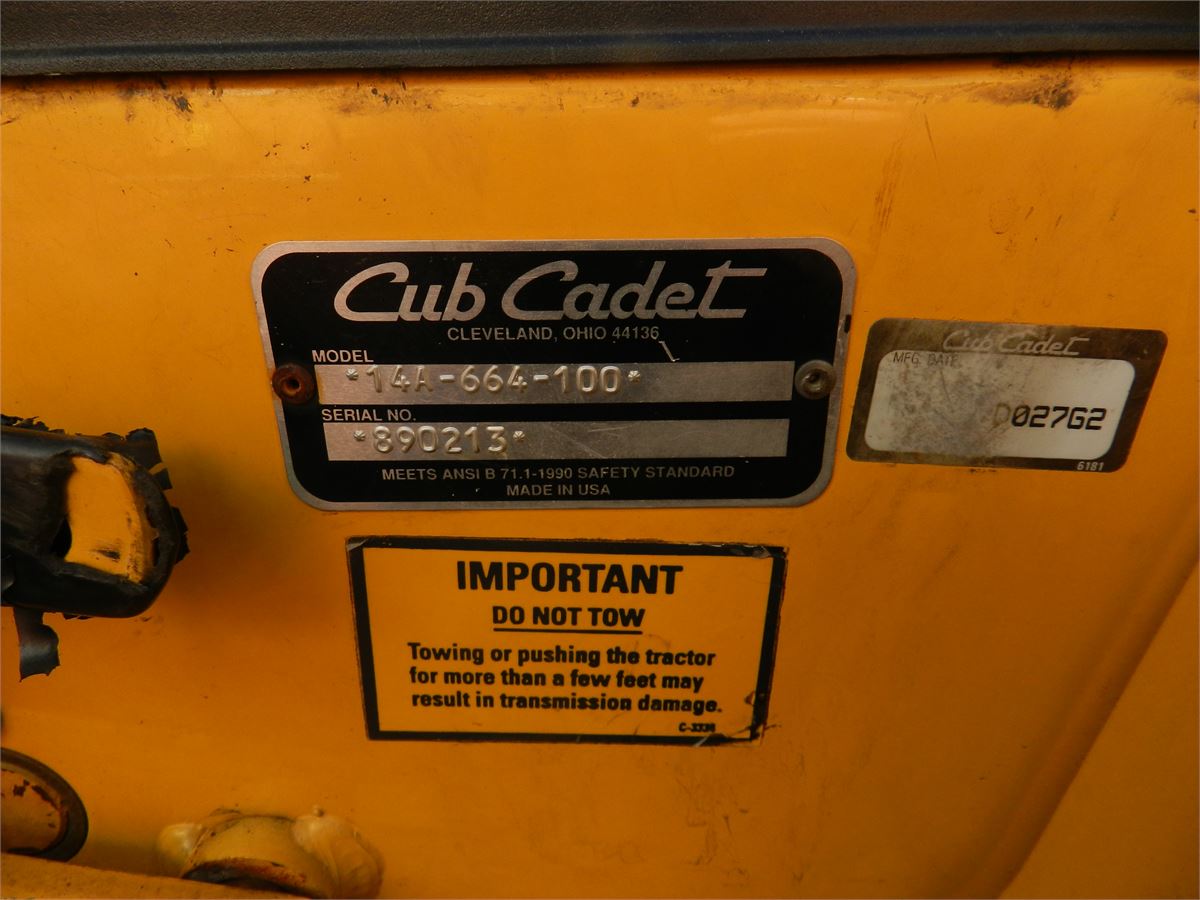 Cub Cadet
CLEVELAND, OHIO 44136
MODEL
*14A-664-100*
SERIAL NO.
*890213*
MEETS ANSI B 71.1-1990 SAFETY STANDARD
MADE IN USA
Cub Cadet
MFG. DATE
D027G2
6181
IMPORTANT
DO NOT TOW
Towing or pushing the tractor
for more than a few feet may
result in transmission damage.